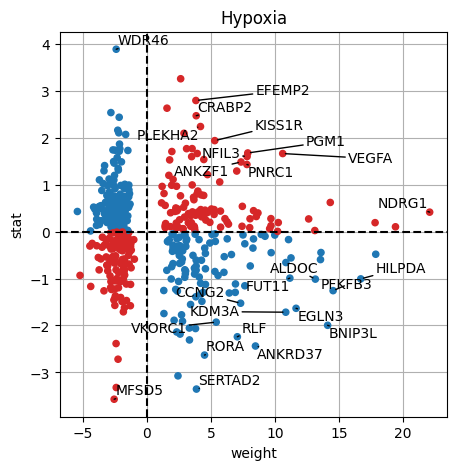 Hypoxia
4
WDR46
3
EFEMP2
CRABP2
KISS1R
2
PLEKHA2
PGM1
NFIL3
VEGFA
ANKZF1
PNRC1
1
NDRG1
0
stat
ALDOC
HILPDA
−1
FUT11
PFKFB3
CCNG2
KDM3A
EGLN3
−2
VKORC1
RLF
BNIP3L
RORA
ANKRD37
−3
SERTAD2
MFSD5
−5
0
5
10
15
20
weight